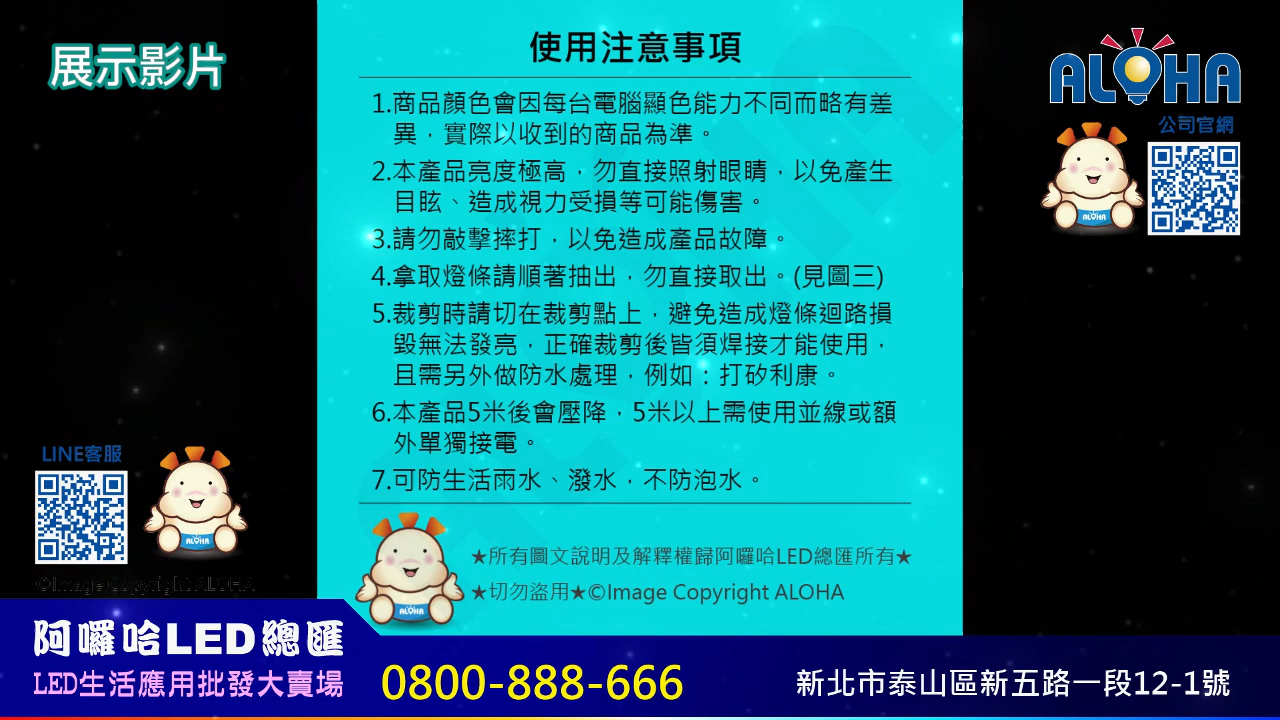 展示影片
使用注意事項
ALOHA
公司官網
ALOHA
1.商品顏色會因每台電腦顯色能力不同而略有差
異，實際以收到的商品為準。
2.本產品亮度極高，勿直接照射眼睛，以免產生
目眩、造成視力受損等可能傷害。
3.請勿敲擊摔打，以免造成產品故障。
4.拿取燈條請順著抽出，勿直接取出。(見圖三)
5.裁剪時請切在裁剪點上，避免造成燈條迴路損
毀無法發亮，正確裁剪後皆須焊接才能使用，
且需另外做防水處理，例如：打矽利康。
6.本產品5米後會壓降，5米以上需使用並線或額
外單獨接電。
7.可防生活雨水、潑水，不防泡水。
LINE客服
ALOHA
©Image Copyright ALOHA
ALOHA
★所有圖文說明及解釋權歸阿囉哈LED總匯所有★
★切勿盜用★©Image Copyright ALOHA
阿囉哈LED總匯
LED生活應用批發大賣場
0800-888-666
新北市泰山區新五路一段12-1號